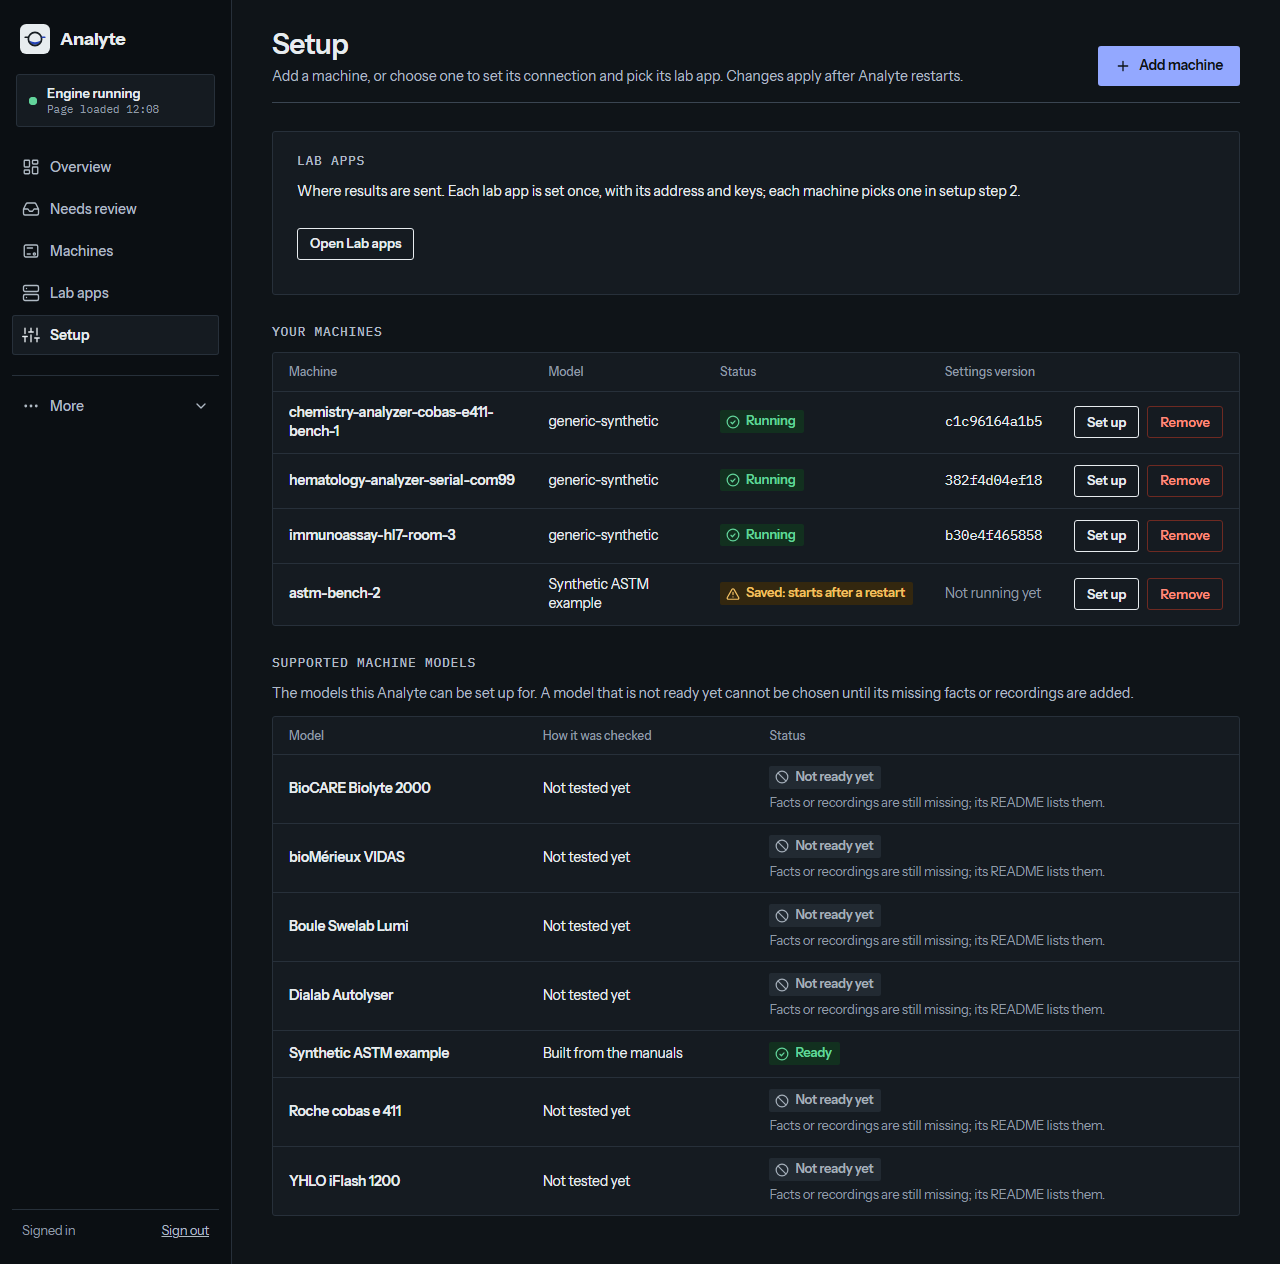 Analyte
Engine running
Page loaded 12:08
Overview
Needs review
Machines
Lab apps
Setup
More
Signed in
Sign out
Setup
Add a machine, or choose one to set its connection and pick its lab app. Changes apply after Analyte restarts.
Add machine
LAB APPS
Where results are sent. Each lab app is set once, with its address and keys; each machine picks one in setup step 2.
Open Lab apps
YOUR MACHINES
Machine Model Status Settings version
chemistry-analyzer-cobas-e411-
bench-1
generic-synthetic Running c1c96164a1b5 Set up Remove
hematology-analyzer-serial-com99 generic-synthetic Running 382f4d04ef18 Set up Remove
immunoassay-hl7-room-3 generic-synthetic Running b30e4f465858 Set up Remove
astm-bench-2
Synthetic ASTM
example
Saved: starts after a restart Not running yet Set up Remove
SUPPORTED MACHINE MODELS
The models this Analyte can be set up for. A model that is not ready yet cannot be chosen until its missing facts or recordings are added.
Model How it was checked Status
BioCARE Biolyte 2000 Not tested yet Not ready yet
Facts or recordings are still missing; its README lists them.
bioMérieux VIDAS Not tested yet Not ready yet
Facts or recordings are still missing; its README lists them.
Boule Swelab Lumi Not tested yet Not ready yet
Facts or recordings are still missing; its README lists them.
Dialab Autolyser Not tested yet Not ready yet
Facts or recordings are still missing; its README lists them.
Synthetic ASTM example Built from the manuals Ready
Roche cobas e 411 Not tested yet Not ready yet
Facts or recordings are still missing; its README lists them.
YHLO iFlash 1200 Not tested yet Not ready yet
Facts or recordings are still missing; its README lists them.